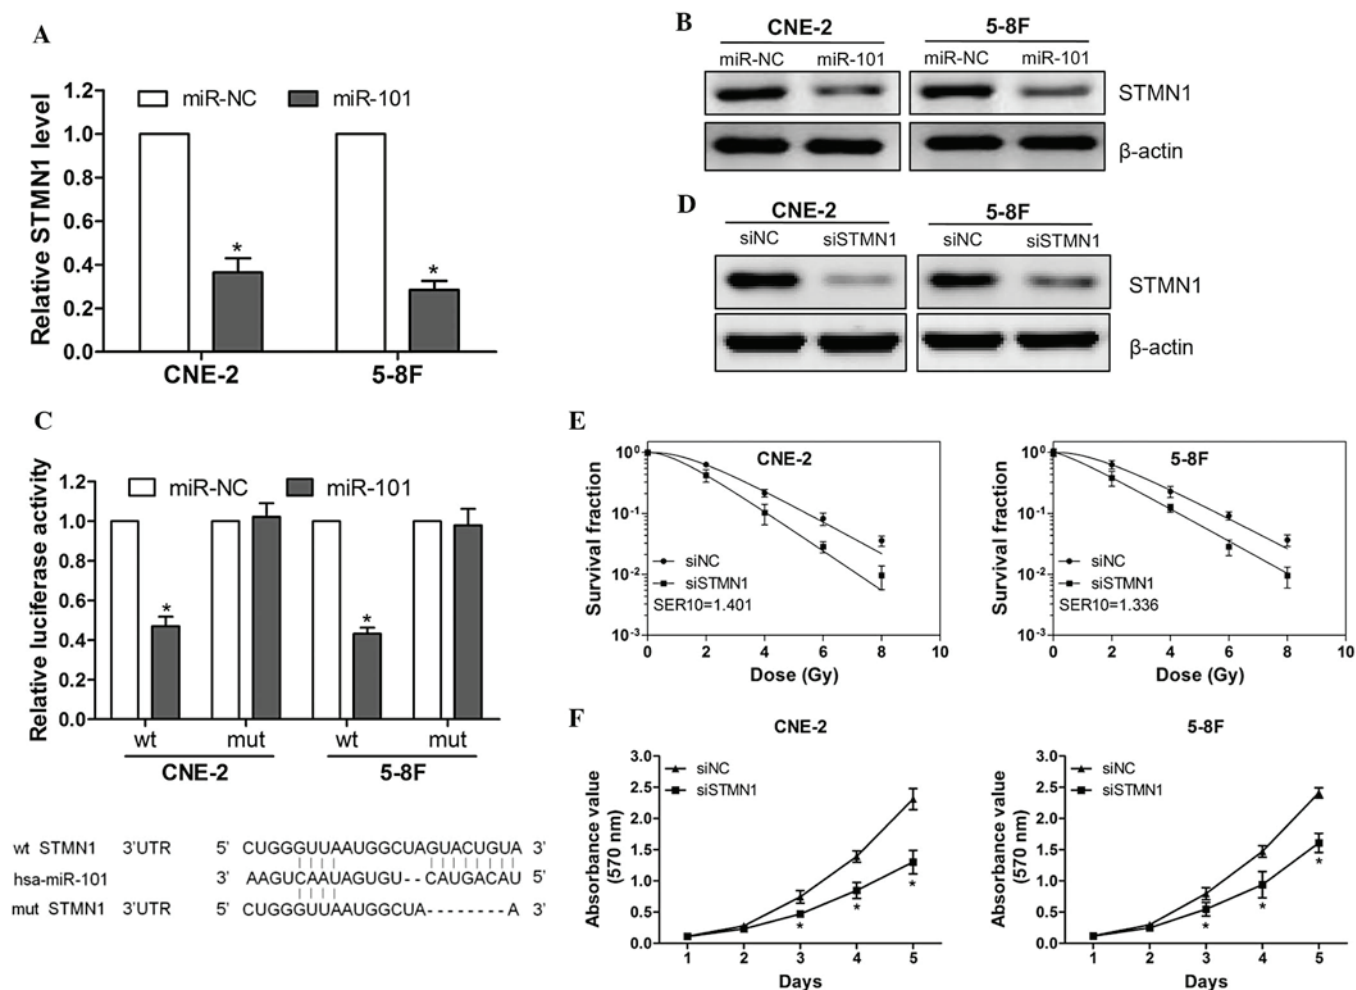 A
miR-NC miR-101
Relative STMN1 level
1.2
1.0
0.8
0.6
0.4
0.2
0.0
* *
CNE-2 5-8F
B
CNE-2 5-8F
miR-NC miR-101 miR-NC miR-101
STMN1
β-actin
D
CNE-2 5-8F
siNC siSTMN1 siNC siSTMN1
STMN1
β-actin
C
miR-NC miR-101
Relative luciferase activity
1.2
1.0
0.8
0.6
0.4
0.2
0.0
* *
wt mut wt mut
CNE-2 5-8F
wt STMN1 3'UTR 5' CUGGGUUAAUGGCUAGUACUGUA 3'
hsa-miR-101 3' AAGUCAAUAGUGU--CAUGACAU 5'
mut STMN1 3'UTR 5' CUGGGUUAAUGGCUA--------A 3'
E
CNE-2
Survival fraction
10⁰
10⁻¹
10⁻²
10⁻³
siNC
siSTMN1
SER10=1.401
0 2 4 6 8 10
Dose (Gy)
5-8F
Survival fraction
10⁰
10⁻¹
10⁻²
10⁻³
siNC
siSTMN1
SER10=1.336
0 2 4 6 8 10
Dose (Gy)
F
CNE-2
Absorbance value
(570 nm)
3.0
2.5
2.0
1.5
1.0
0.5
0.0
siNC
siSTMN1
* * *
1 2 3 4 5
Days
5-8F
Absorbance value
(570 nm)
3.0
2.5
2.0
1.5
1.0
0.5
0.0
siNC
siSTMN1
* * *
1 2 3 4 5
Days